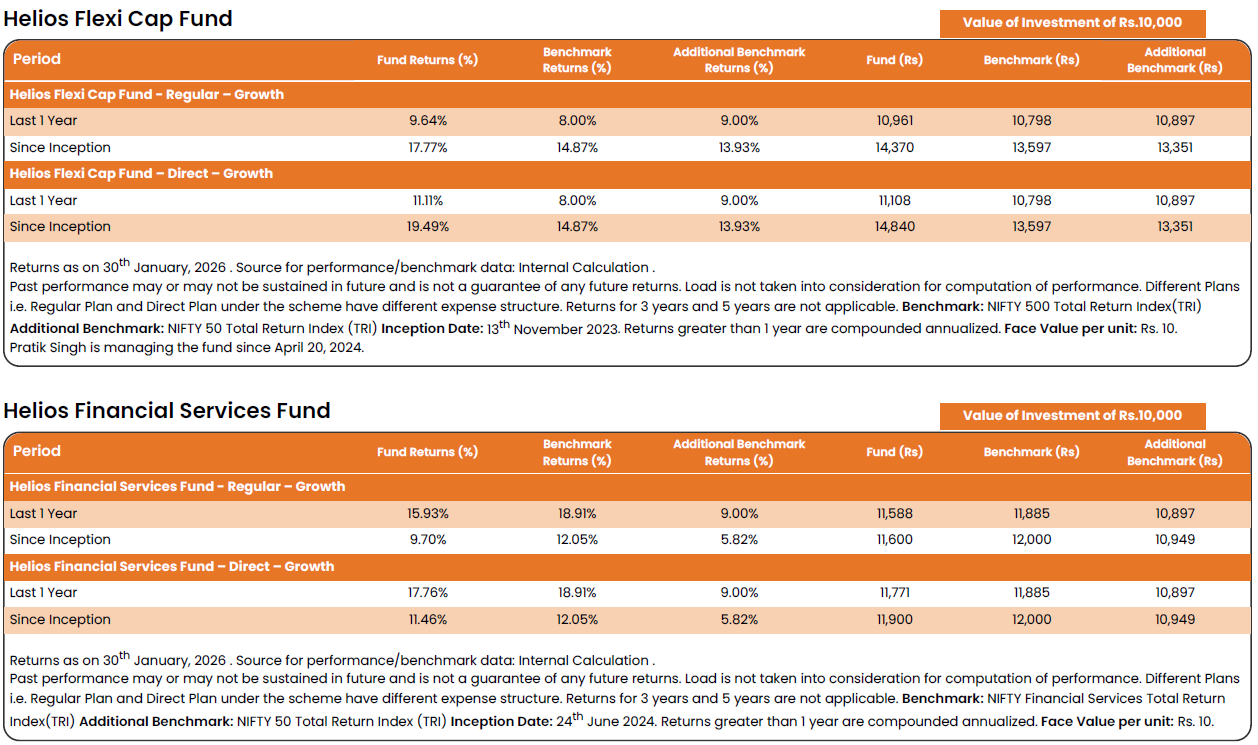 Helios Flexi Cap Fund
Value of Investment of Rs.10,000
Period Fund Returns (%) Benchmark Returns (%) Additional Benchmark Returns (%) Fund (Rs) Benchmark (Rs) Additional Benchmark (Rs)
Helios Flexi Cap Fund - Regular – Growth
Last 1 Year 9.64% 8.00% 9.00% 10,961 10,798 10,897
Since Inception 17.77% 14.87% 13.93% 14,370 13,597 13,351
Helios Flexi Cap Fund – Direct – Growth
Last 1 Year 11.11% 8.00% 9.00% 11,108 10,798 10,897
Since Inception 19.49% 14.87% 13.93% 14,840 13,597 13,351
Returns as on 30th January, 2026 . Source for performance/benchmark data: Internal Calculation .
Past performance may or may not be sustained in future and is not a guarantee of any future returns. Load is not taken into consideration for computation of performance. Different Plans
i.e. Regular Plan and Direct Plan under the scheme have different expense structure. Returns for 3 years and 5 years are not applicable. Benchmark: NIFTY 500 Total Return Index(TRI)
Additional Benchmark: NIFTY 50 Total Return Index (TRI) Inception Date: 13th November 2023. Returns greater than 1 year are compounded annualized. Face Value per unit: Rs. 10.
Pratik Singh is managing the fund since April 20, 2024.
Helios Financial Services Fund
Value of Investment of Rs.10,000
Period Fund Returns (%) Benchmark Returns (%) Additional Benchmark Returns (%) Fund (Rs) Benchmark (Rs) Additional Benchmark (Rs)
Helios Financial Services Fund - Regular – Growth
Last 1 Year 15.93% 18.91% 9.00% 11,588 11,885 10,897
Since Inception 9.70% 12.05% 5.82% 11,600 12,000 10,949
Helios Financial Services Fund – Direct – Growth
Last 1 Year 17.76% 18.91% 9.00% 11,771 11,885 10,897
Since Inception 11.46% 12.05% 5.82% 11,900 12,000 10,949
Returns as on 30th January, 2026 . Source for performance/benchmark data: Internal Calculation .
Past performance may or may not be sustained in future and is not a guarantee of any future returns. Load is not taken into consideration for computation of performance. Different Plans
i.e. Regular Plan and Direct Plan under the scheme have different expense structure. Returns for 3 years and 5 years are not applicable. Benchmark: NIFTY Financial Services Total Return
Index(TRI) Additional Benchmark: NIFTY 50 Total Return Index (TRI) Inception Date: 24th June 2024. Returns greater than 1 year are compounded annualized. Face Value per unit: Rs. 10.